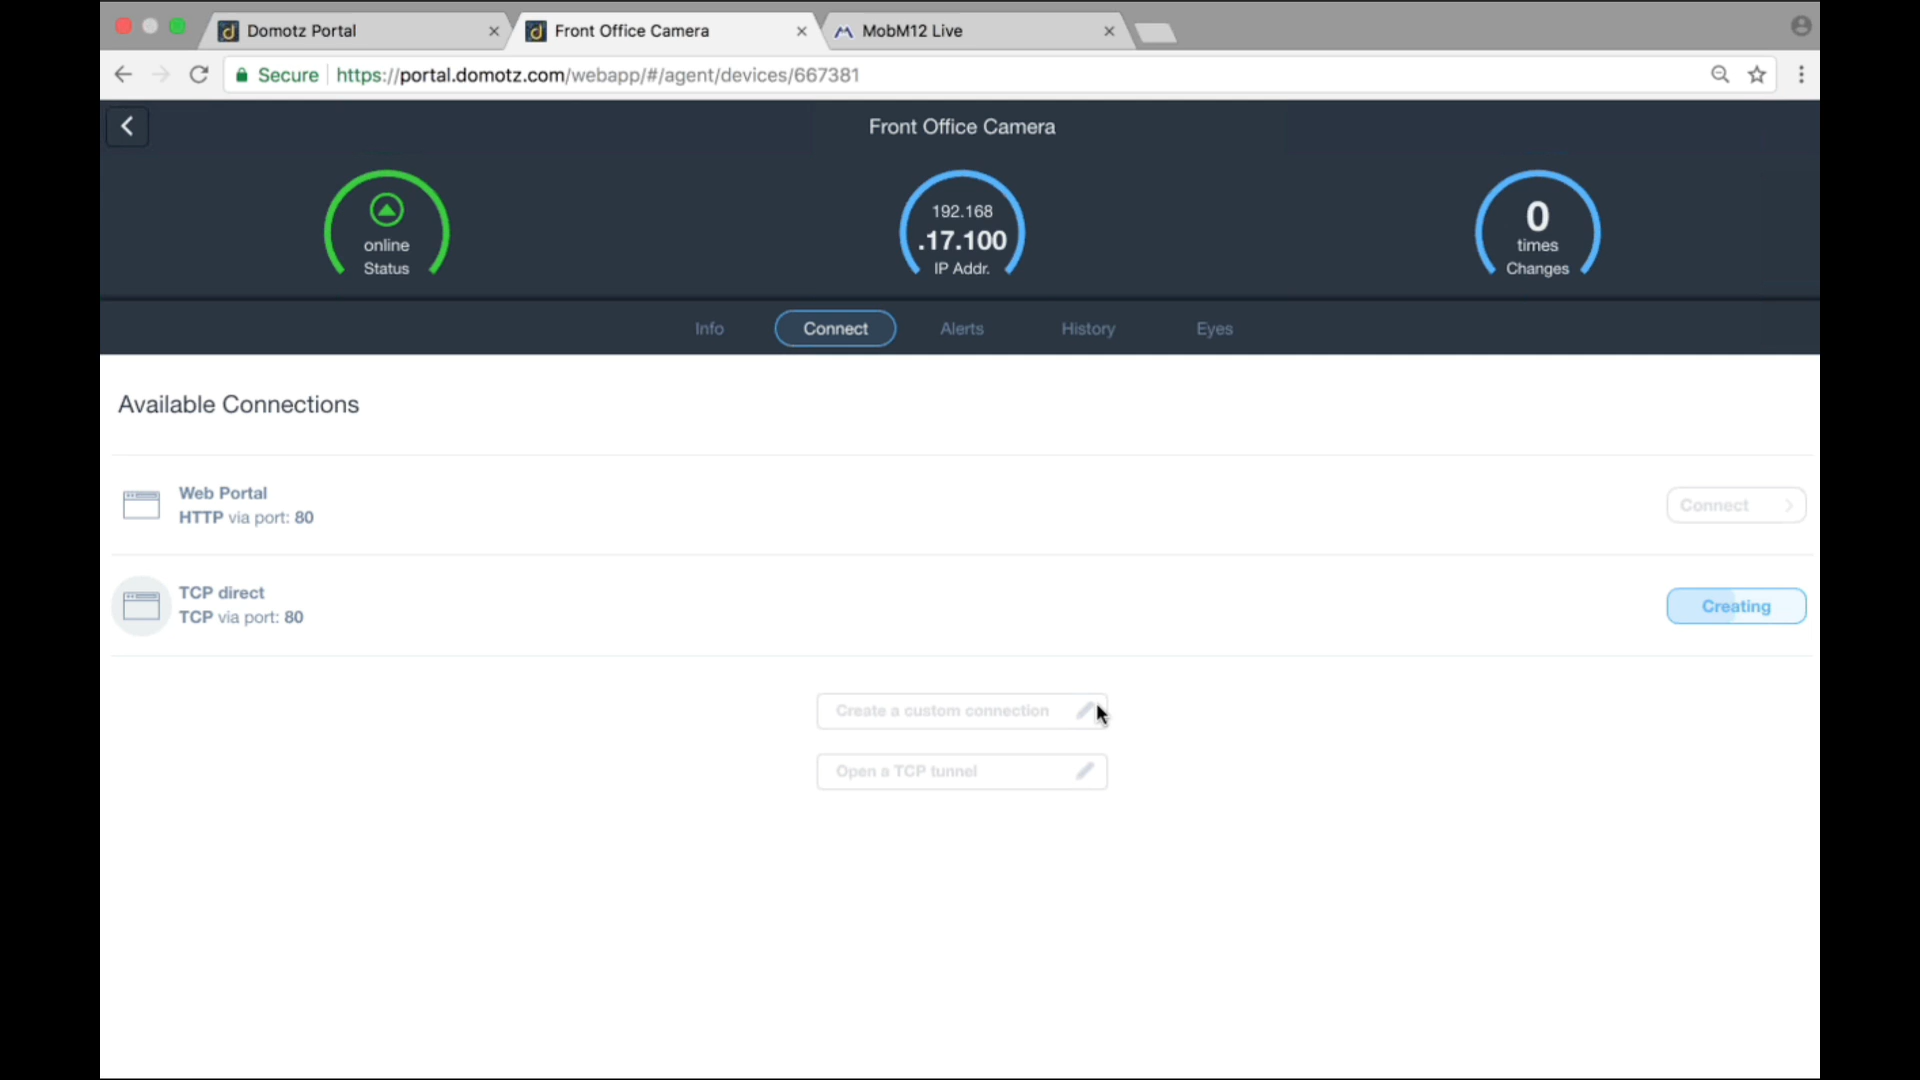 Domotz Portal
Front Office Camera
MobM12 Live
Secure https://portal.domotz.com/webapp/#/agent/devices/667381
Front Office Camera
online
Status
192.168
.17.100
IP Addr.
0
times
Changes
Info
Connect
Alerts
History
Eyes
Available Connections
Web Portal
HTTP via port: 80
Connect
TCP direct
TCP via port: 80
Creating
Create a custom connection
Open a TCP tunnel